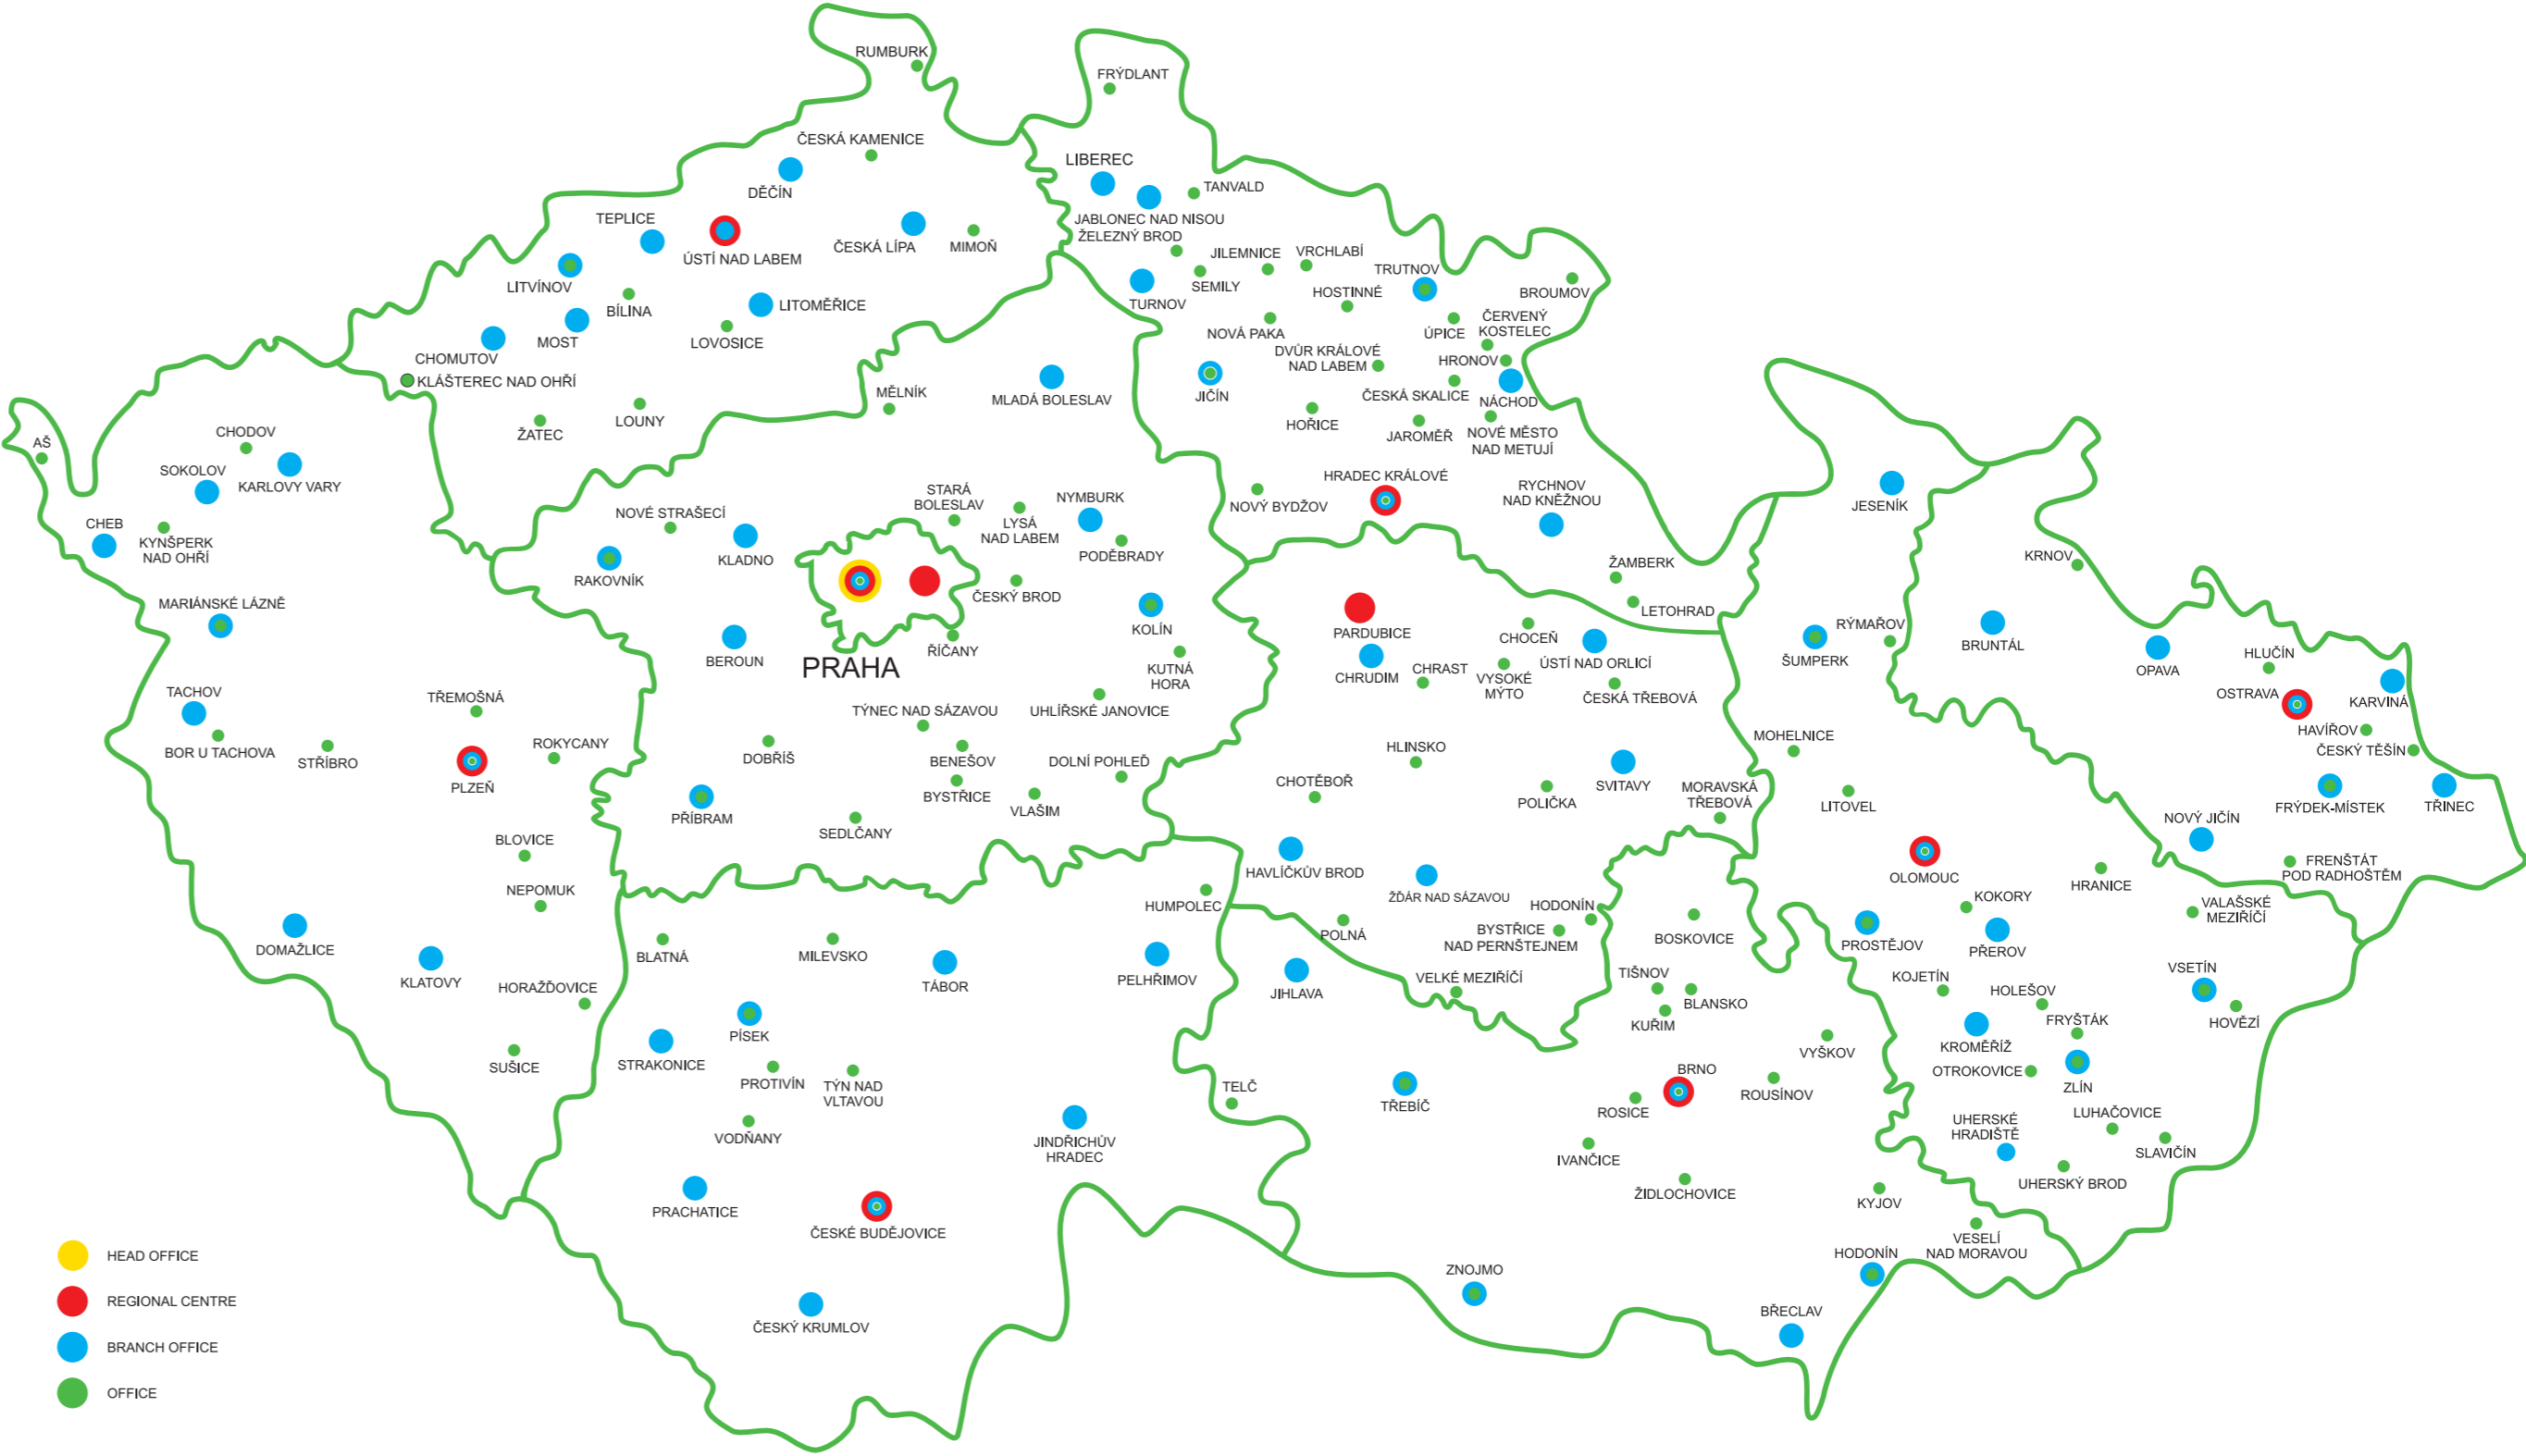 RUMBURK
FRÝDLANT
ČESKÁ KAMENICE
LIBEREC
DĚČÍN
TANVALD
TEPLICE
JABLONEC NAD NISOU
ŽELEZNÝ BROD
ČESKÁ LÍPA
MIMOŇ
ÚSTÍ NAD LABEM
JILEMNICE
VRCHLABÍ
TRUTNOV
LITVÍNOV
SEMILY
HOSTINNÉ
BROUMOV
BÍLINA
LITOMĚŘICE
TURNOV
ČERVENÝ
KOSTELEC
MOST
LOVOSICE
NOVÁ PAKA
ÚPICE
CHOMUTOV
DVŮR KRÁLOVÉ
NAD LABEM
HRONOV
KLÁŠTEREC NAD OHŘÍ
MĚLNÍK
MLADÁ BOLESLAV
JIČÍN
ČESKÁ SKALICE
NÁCHOD
ŽATEC
LOUNY
HOŘICE
JAROMĚŘ
NOVÉ MĚSTO
NAD METUJÍ
AŠ
CHODOV
SOKOLOV
KARLOVY VARY
HRADEC KRÁLOVÉ
RYCHNOV
NAD KNĚŽNOU
STARÁ
BOLESLAV
NYMBURK
NOVÝ BYDŽOV
JESENÍK
NOVÉ STRAŠECÍ
LYSÁ
NAD LABEM
CHEB
KYNŠPERK
NAD OHŘÍ
KLADNO
PODĚBRADY
KRNOV
RAKOVNÍK
ČESKÝ BROD
ŽAMBERK
MARIÁNSKÉ LÁZNĚ
LETOHRAD
KOLÍN
PARDUBICE
CHOCEŇ
RÝMAŘOV
BEROUN
PRAHA
ŘÍČANY
KUTNÁ
HORA
CHRUDIM
CHRAST
VYSOKÉ
MÝTO
ÚSTÍ NAD ORLICÍ
ŠUMPERK
BRUNTÁL
OPAVA
HLUČÍN
TACHOV
TŘEMOŠNÁ
TÝNEC NAD SÁZAVOU
UHLÍŘSKÉ JANOVICE
ČESKÁ TŘEBOVÁ
OSTRAVA
KARVINÁ
BOR U TACHOVA
STŘÍBRO
ROKYCANY
DOBŘÍŠ
BENEŠOV
DOLNÍ POHLEĎ
HLINSKO
MOHELNICE
HAVÍŘOV
ČESKÝ TĚŠÍN
PLZEŇ
BYSTŘICE
VLAŠIM
CHOTĚBOŘ
POLIČKA
SVITAVY
MORAVSKÁ
TŘEBOVÁ
LITOVEL
FRÝDEK-MÍSTEK
TŘINEC
PŘÍBRAM
SEDLČANY
NOVÝ JIČÍN
BLOVICE
HAVLÍČKŮV BROD
OLOMOUC
HRANICE
FRENŠTÁT
POD RADHOŠTĚM
NEPOMUK
HUMPOLEC
ŽĎÁR NAD SÁZAVOU
HODONÍN
KOKORY
VALAŠSKÉ
MEZIŘÍČÍ
DOMAŽLICE
BLATNÁ
MILEVSKO
POLNÁ
BYSTŘICE
NAD PERNŠTEJNEM
BOSKOVICE
PROSTĚJOV
PŘEROV
KLATOVY
HORAŽĎOVICE
TÁBOR
PELHŘIMOV
JIHLAVA
VELKÉ MEZIŘÍČÍ
TIŠNOV
BLANSKO
KOJETÍN
HOLEŠOV
VSETÍN
PÍSEK
KUŘIM
FRYŠTÁK
HOVĚZÍ
SUŠICE
STRAKONICE
VYŠKOV
KROMĚŘÍŽ
PROTIVÍN
TÝN NAD
VLTAVOU
TELČ
TŘEBÍČ
BRNO
ROUSÍNOV
OTROKOVICE
ZLÍN
ROSICE
VODŇANY
JINDŘICHŮV
HRADEC
IVANČICE
UHERSKÉ
HRADIŠTĚ
LUHAČOVICE
SLAVIČÍN
PRACHATICE
ŽIDLOCHOVICE
UHERSKÝ BROD
ČESKÉ BUDĚJOVICE
KYJOV
VESELÍ
NAD MORAVOU
HODONÍN
ZNOJMO
BŘECLAV
ČESKÝ KRUMLOV
HEAD OFFICE
REGIONAL CENTRE
BRANCH OFFICE
OFFICE